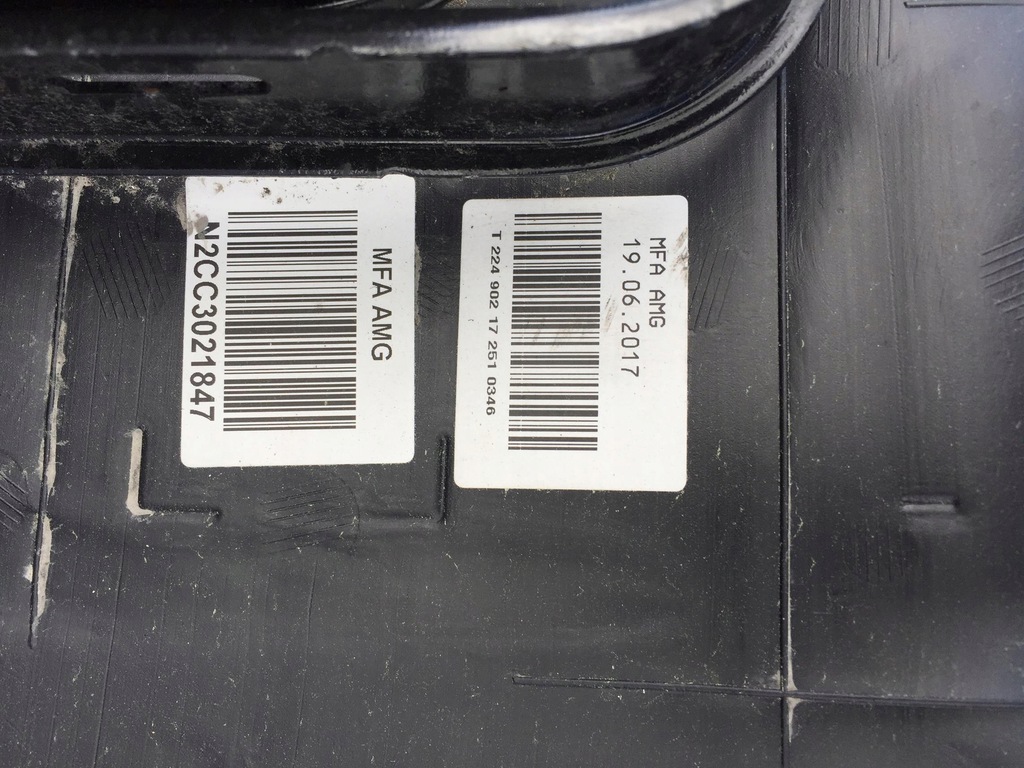 MFA AMG
N2CC3021847
MFA AMG
19.06.2017
T 224 902 17 251 0346